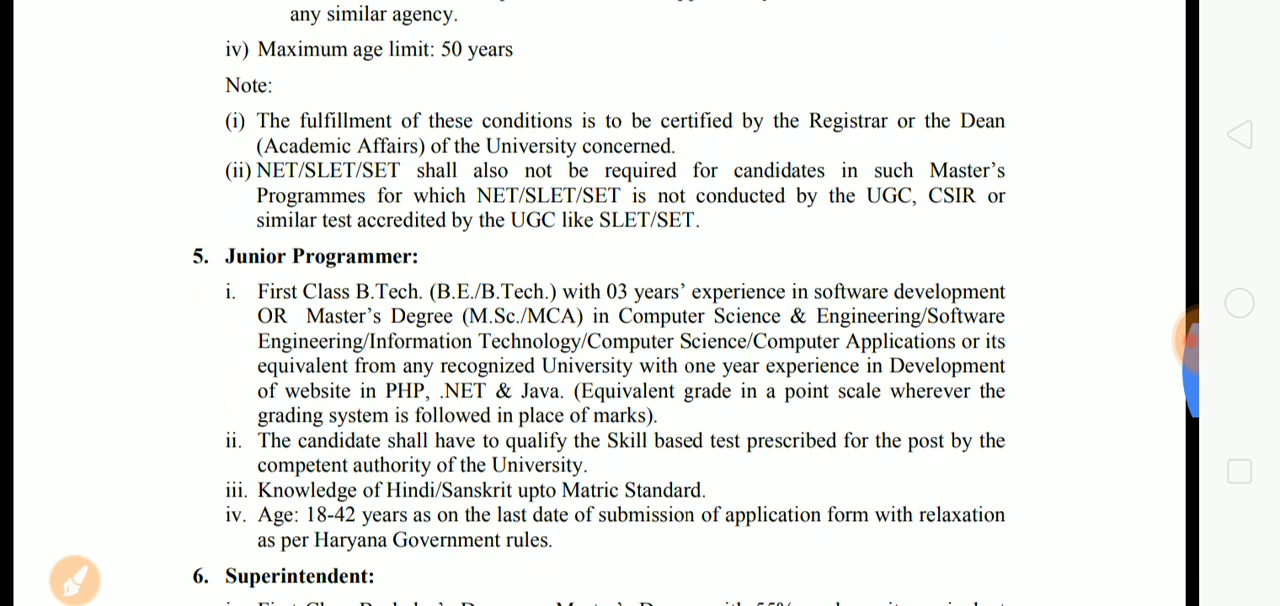 any similar agency.
iv) Maximum age limit: 50 years
Note:
(i) The fulfillment of these conditions is to be certified by the Registrar or the Dean
(Academic Affairs) of the University concerned.
(ii) NET/SLET/SET shall also not be required for candidates in such Master’s
Programmes for which NET/SLET/SET is not conducted by the UGC, CSIR or
similar test accredited by the UGC like SLET/SET.
5. Junior Programmer:
i. First Class B.Tech. (B.E./B.Tech.) with 03 years’ experience in software development
OR Master’s Degree (M.Sc./MCA) in Computer Science & Engineering/Software
Engineering/Information Technology/Computer Science/Computer Applications or its
equivalent from any recognized University with one year experience in Development
of website in PHP, .NET & Java. (Equivalent grade in a point scale wherever the
grading system is followed in place of marks).
ii. The candidate shall have to qualify the Skill based test prescribed for the post by the
competent authority of the University.
iii. Knowledge of Hindi/Sanskrit upto Matric Standard.
iv. Age: 18-42 years as on the last date of submission of application form with relaxation
as per Haryana Government rules.
6. Superintendent: